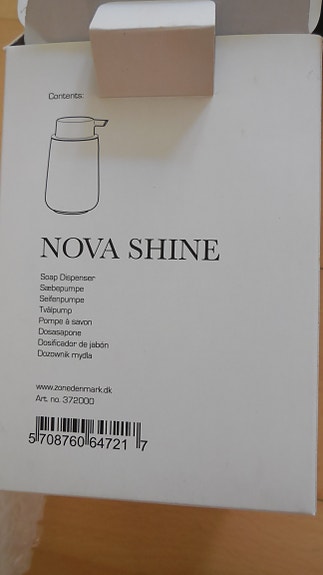 Contents:
NOVA SHINE
Soap Dispenser
Sæbepumpe
Seifenpumpe
Tvålpump
Pompe à savon
Dosasapone
Dosificador de jabón
Dozownik mydła
www.zonedenmark.dk
Art. no. 372000
5 708760 64721 7